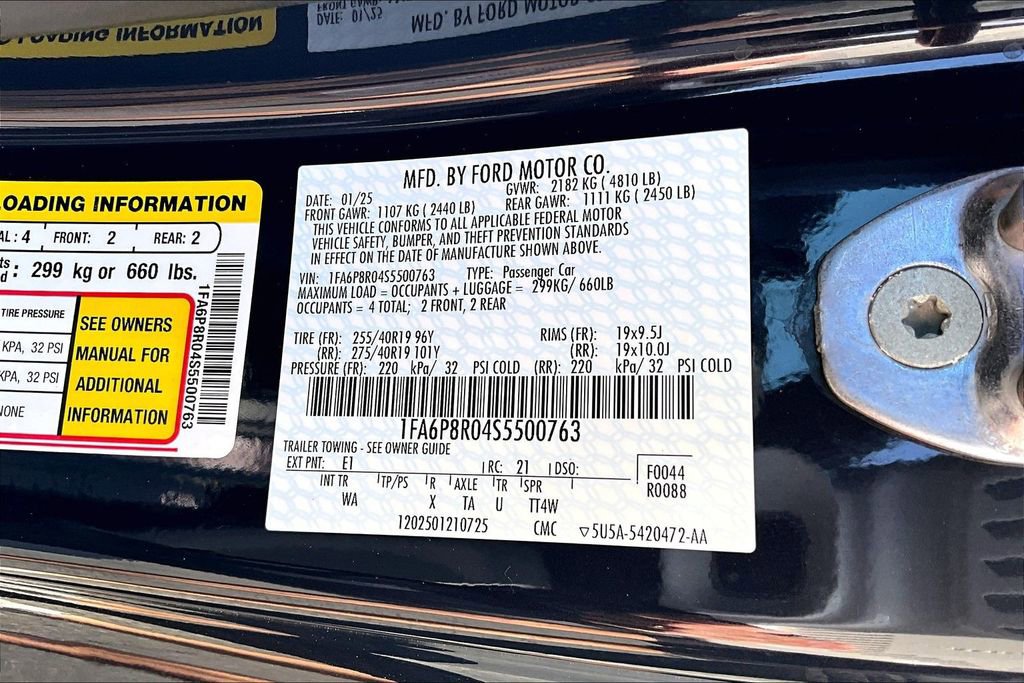 LOADING INFORMATION
MFD. BY FORD MOTOR
DATE: 01/25
OADING INFORMATION
AL: 4 FRONT: 2 REAR: 2
299 kg or 660 lbs.
TIRE PRESSURE
KPA, 32 PSI
KPA, 32 PSI
NONE
SEE OWNERS
MANUAL FOR
ADDITIONAL
INFORMATION
1FA6P8R04S5500763
MFD. BY FORD MOTOR CO.
DATE: 01/25 GVWR: 2182 KG ( 4810 LB)
FRONT GAWR: 1107 KG ( 2440 LB) REAR GAWR: 1111 KG ( 2450 LB)
THIS VEHICLE CONFORMS TO ALL APPLICABLE FEDERAL MOTOR
VEHICLE SAFETY, BUMPER, AND THEFT PREVENTION STANDARDS
IN EFFECT ON THE DATE OF MANUFACTURE SHOWN ABOVE.
VIN: 1FA6P8R04S5500763 TYPE: Passenger Car
MAXIMUM LOAD = OCCUPANTS + LUGGAGE = 299KG/ 660LB
OCCUPANTS = 4 TOTAL; 2 FRONT, 2 REAR
TIRE (FR): 255/40R19 96Y RIMS (FR): 19x9.5J
(RR): 275/40R19 101Y (RR): 19x10.0J
PRESSURE (FR): 220 kPa/ 32 PSI COLD (RR): 220 kPa/ 32 PSI COLD
1FA6P8R04S5500763
TRAILER TOWING - SEE OWNER GUIDE
EXT PNT: E1 RC: 21 DSO: F0044
INT TR TP/PS R AXLE TR SPR R0088
WA X TA U TT4W
1202501210725 CMC ▽5U5A-5420472-AA